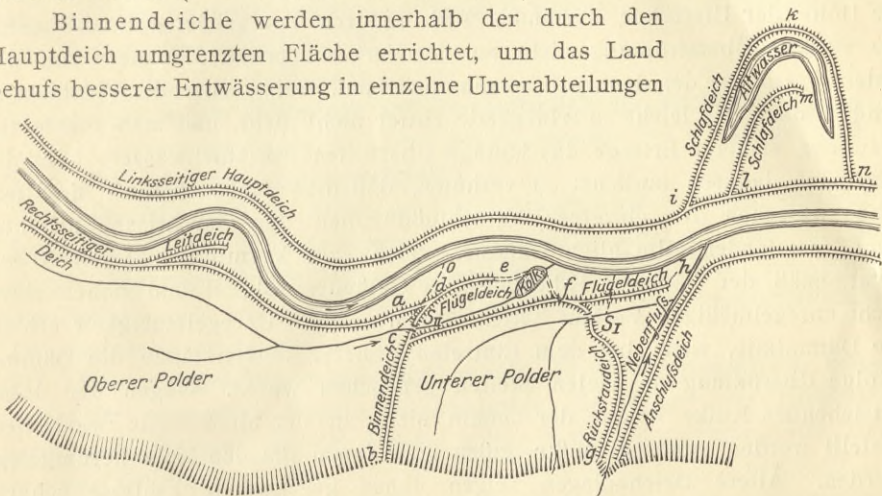 Binnendeiche werden innerhalb der durch den
Hauptdeich umgrenzten Fläche errichtet, um das Land
behufs besserer Entwässerung in einzelne Unterabteilungen
k
Altwasser
Schlafdeich
Schlafdeich m
i
l
n
Linksseitiger Hauptdeich
Rechtsseitiger
Deich
Leitdeich
o
a
d
e
Kolk
f
Flügeldeich
h
Flügeldeich
S
II
S I
c
Nebenfluß
Anschlußdeich
Rückstaudeich
Binnendeich
Oberer Polder
Unterer Polder
b
g